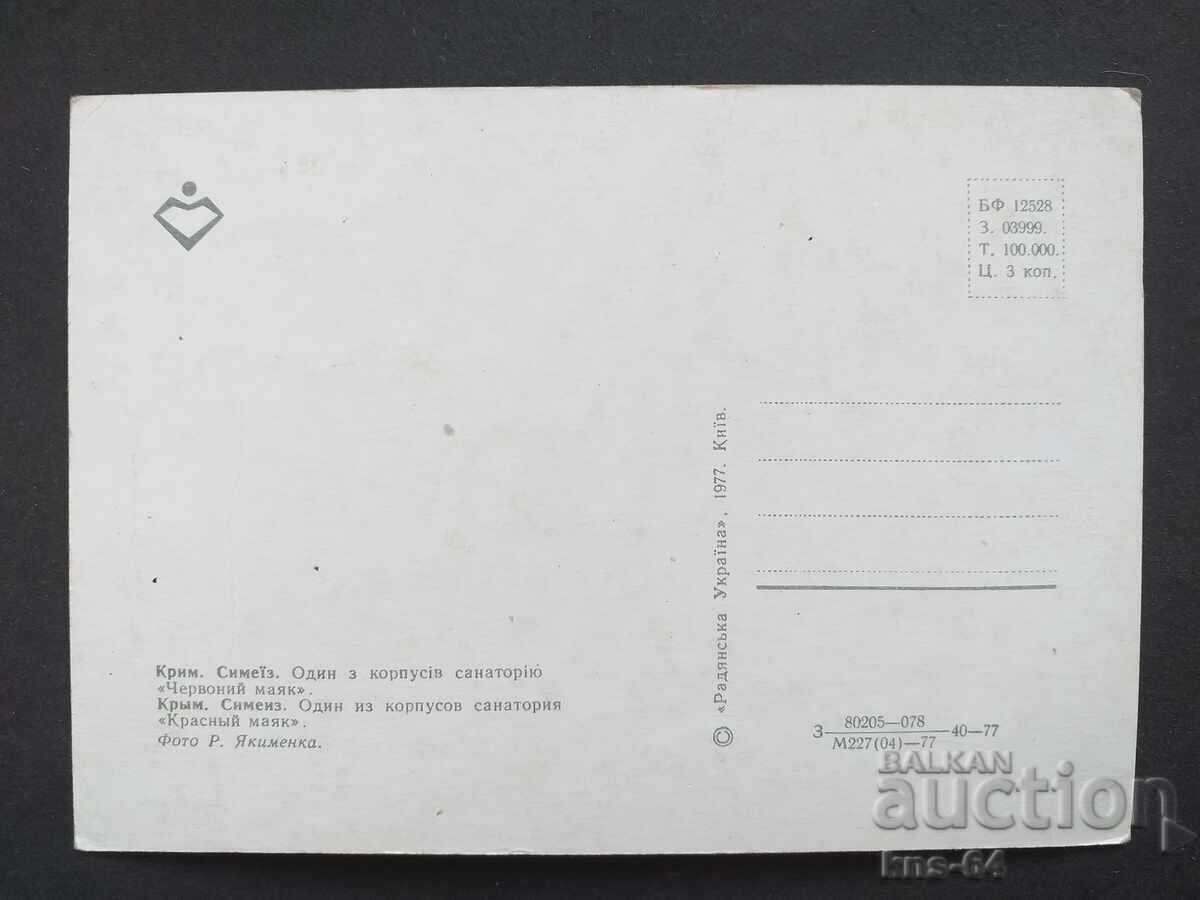 БФ 12528
З. 03999.
Т. 100.000.
Ц. 3 коп.
© «Радянська Україна», 1977. Київ.
Крим. Симеїз. Один з корпусів санаторію
«Червоний маяк».
Крым. Симеиз. Один из корпусов санатория
«Красный маяк».
Фото Р. Якименка.
80205—078
З 40—77
М227(04)—77
BALKAN
auction
kns-64